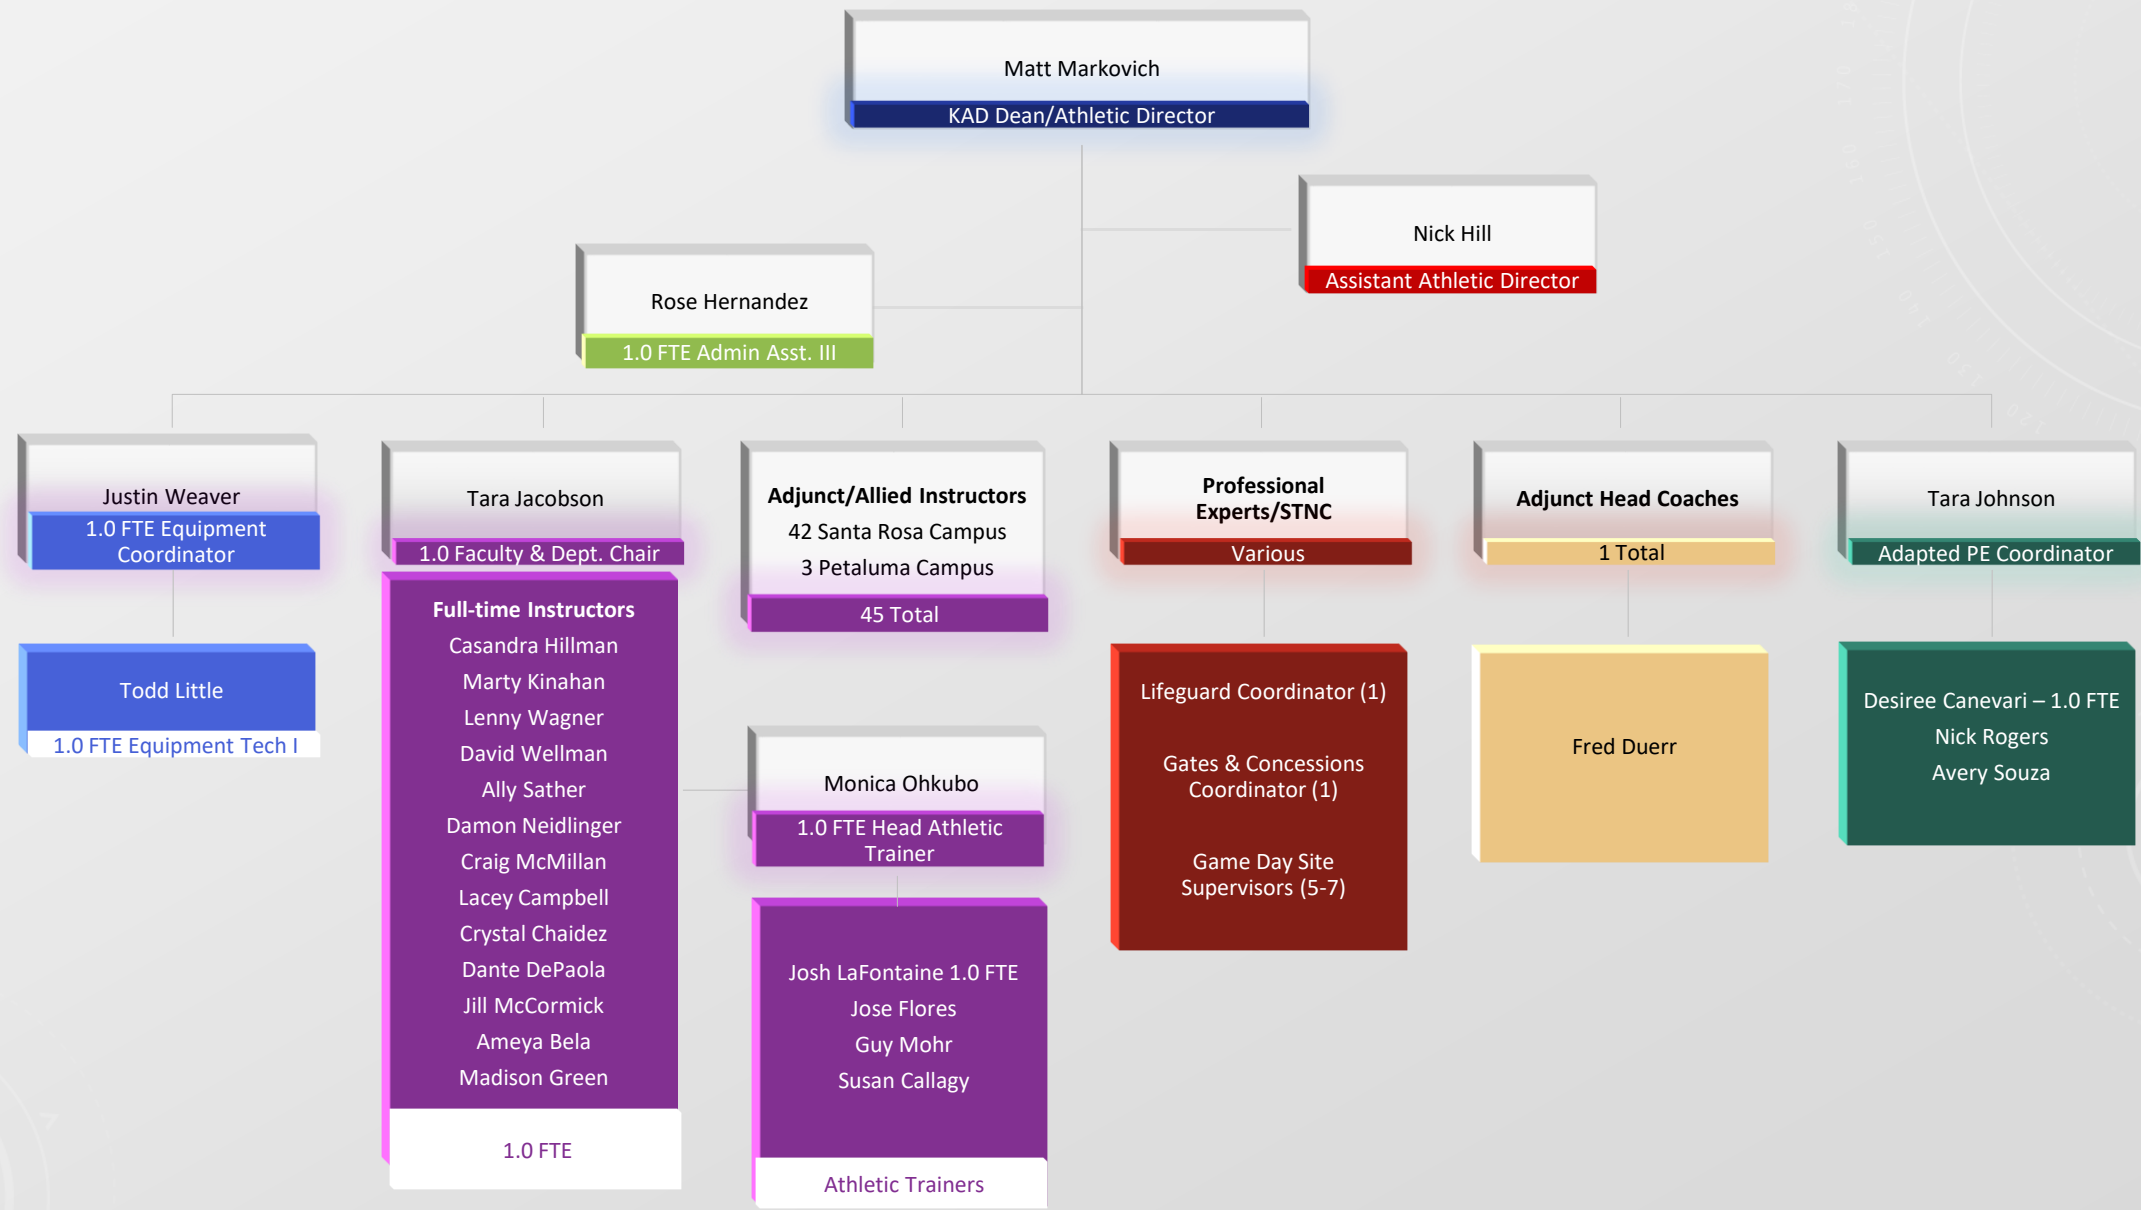 Matt Markovich
KAD Dean/Athletic Director
Nick Hill
Assistant Athletic Director
Rose Hernandez
1.0 FTE Admin Asst. III
Justin Weaver
1.0 FTE Equipment
Coordinator
Todd Little
1.0 FTE Equipment Tech I
Tara Jacobson
1.0 Faculty & Dept. Chair
Full-time Instructors
Casandra Hillman
Marty Kinahan
Lenny Wagner
David Wellman
Ally Sather
Damon Neidlinger
Craig McMillan
Lacey Campbell
Crystal Chaidez
Dante DePaola
Jill McCormick
Ameya Bela
Madison Green
1.0 FTE
Adjunct/Allied Instructors
42 Santa Rosa Campus
3 Petaluma Campus
45 Total
Monica Ohkubo
1.0 FTE Head Athletic
Trainer
Josh LaFontaine 1.0 FTE
Jose Flores
Guy Mohr
Susan Callagy
Athletic Trainers
Professional
Experts/STNC
Various
Lifeguard Coordinator (1)
Gates & Concessions
Coordinator (1)
Game Day Site
Supervisors (5-7)
Adjunct Head Coaches
1 Total
Fred Duerr
Tara Johnson
Adapted PE Coordinator
Desiree Canevari – 1.0 FTE
Nick Rogers
Avery Souza